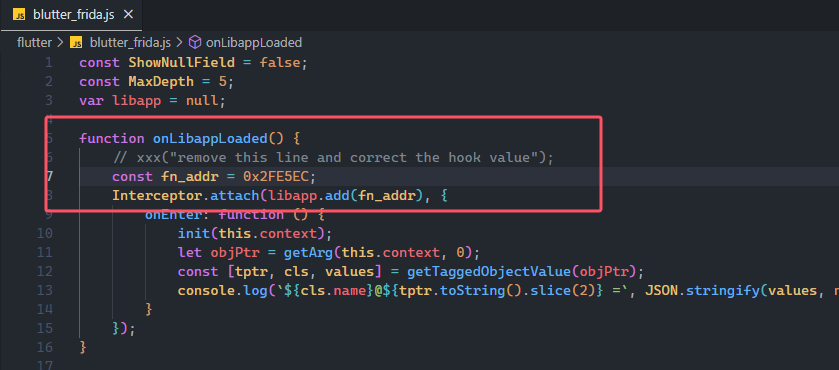 JS blutter_frida.js ×
flutter > JS blutter_frida.js > onLibappLoaded
1 const ShowNullField = false;
2 const MaxDepth = 5;
3 var libapp = null;
4
5 function onLibappLoaded() {
6 // xxx("remove this line and correct the hook value");
7 const fn_addr = 0x2FE5EC;
8 Interceptor.attach(libapp.add(fn_addr), {
9 onEnter: function () {
10 init(this.context);
11 let objPtr = getArg(this.context, 0);
12 const [tptr, cls, values] = getTaggedObjectValue(objPtr);
13 console.log(`${cls.name}@${tptr.toString().slice(2)} =`, JSON.stringify(values,
14 }
15 });
16 }
17